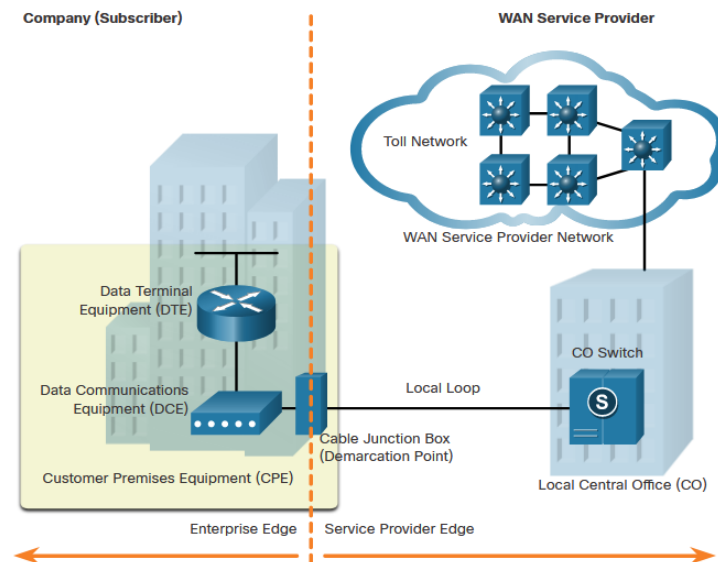 Company (Subscriber)
WAN Service Provider
Toll Network
WAN Service Provider Network
Data Terminal
Equipment (DTE)
CO Switch
S
Data Communications
Equipment (DCE)
Local Loop
Cable Junction Box
(Demarcation Point)
Customer Premises Equipment (CPE)
Local Central Office (CO)
Enterprise Edge
Service Provider Edge